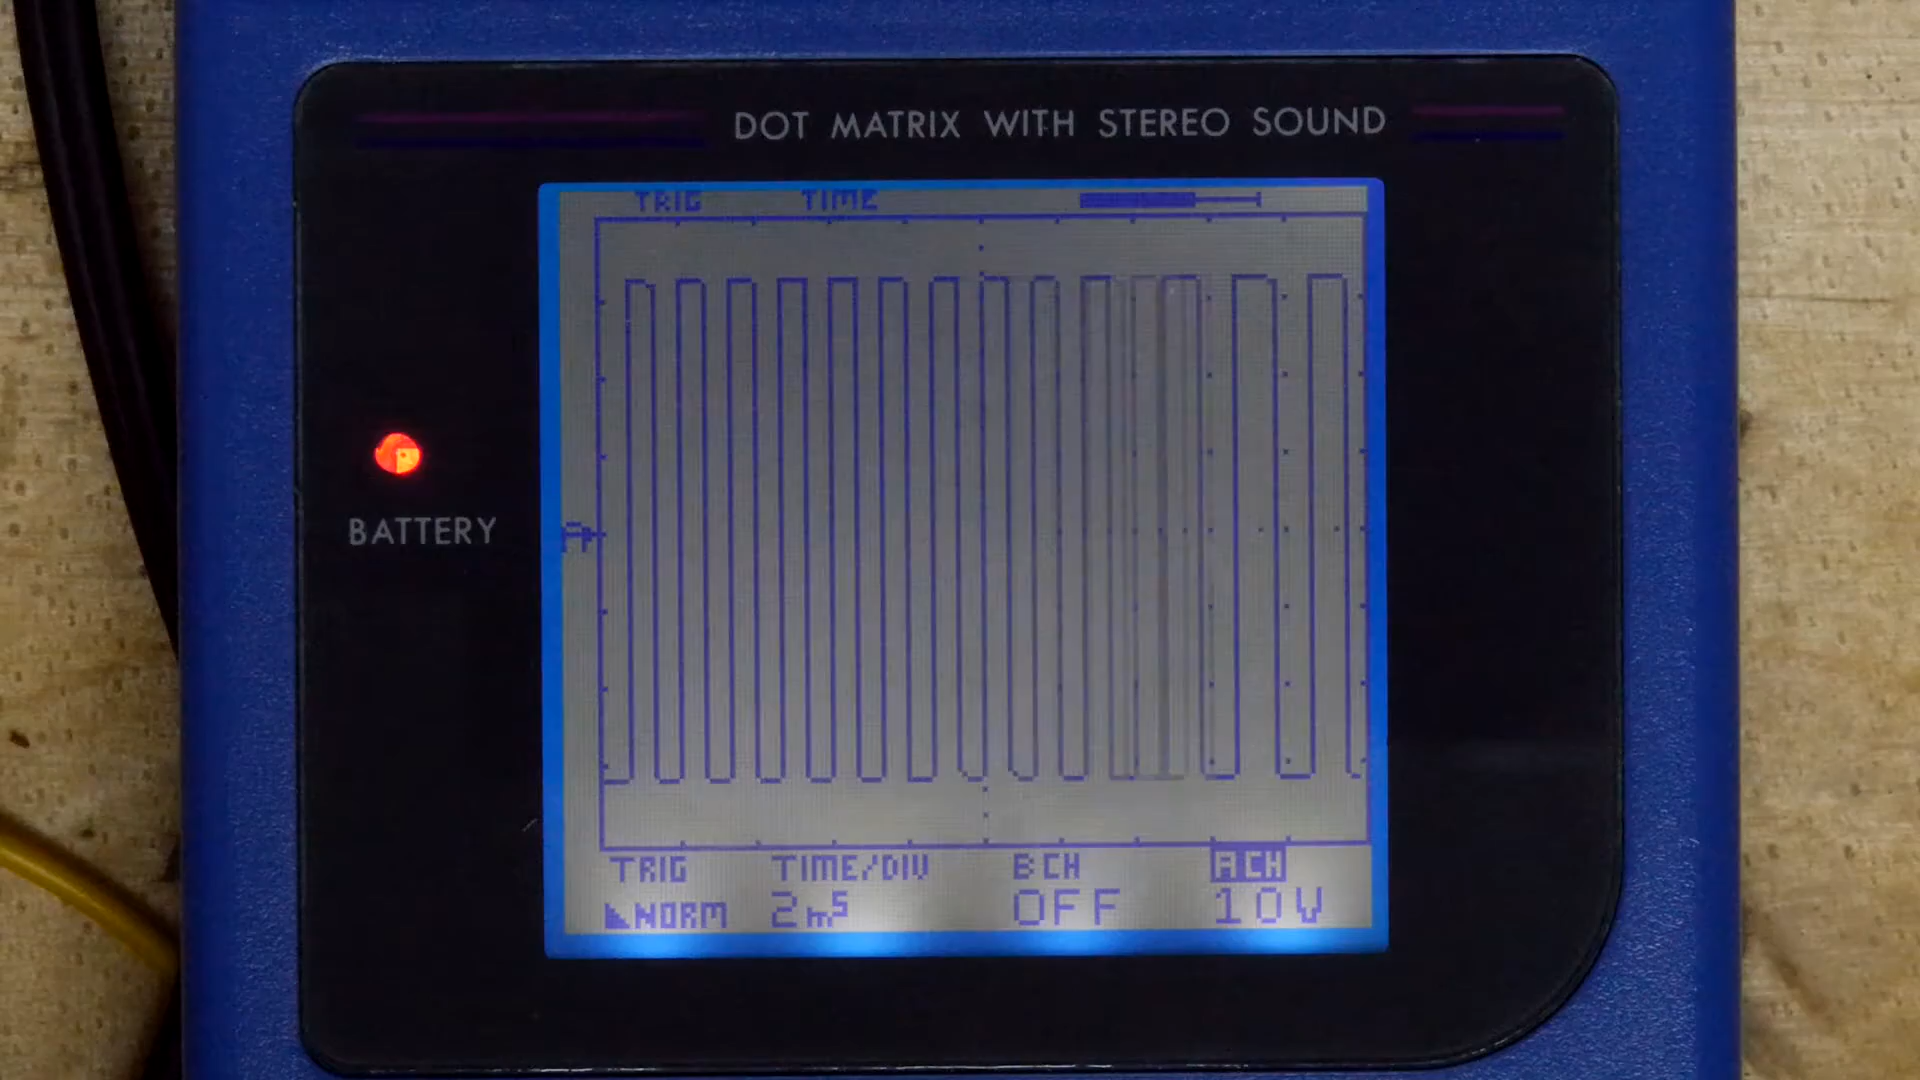 DOT MATRIX WITH STEREO SOUND
TRIG TIME
BATTERY
A
TRIG TIME/DIV B CH A CH
NORM 2mS OFF 10V